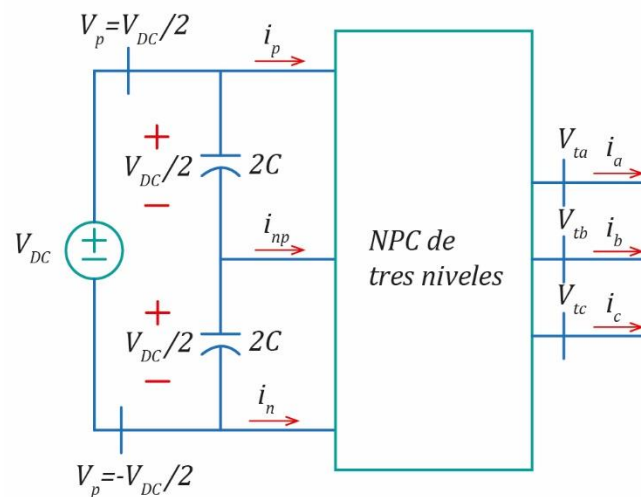 V_p=V_DC/2
i_p
+
V_DC/2
2C
−
V_ta
i_a
V_DC
+
−
i_np
NPC de
tres niveles
V_tb
i_b
V_tc
i_c
+
V_DC/2
2C
−
i_n
V_p=-V_DC/2